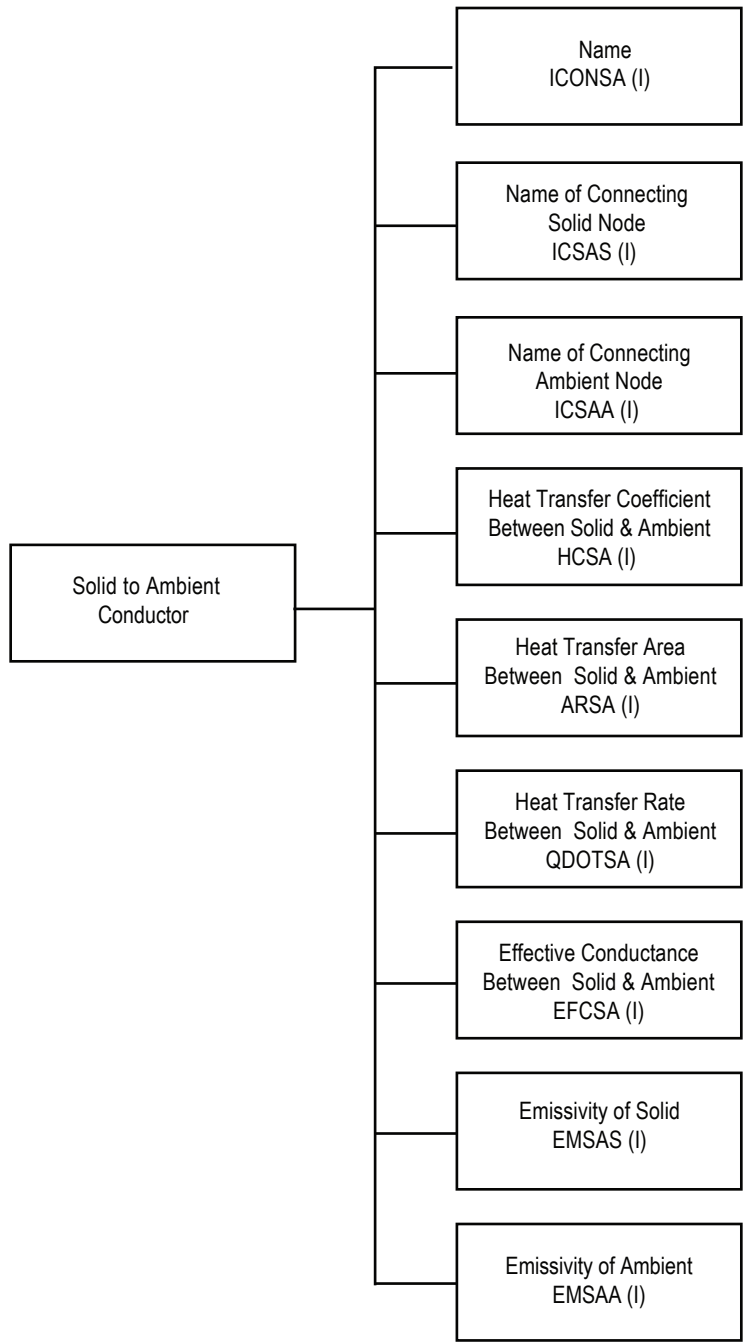 Name
ICONSA (I)
Name of Connecting
Solid Node
ICSAS (I)
Name of Connecting
Ambient Node
ICSAA (I)
Heat Transfer Coefficient
Between Solid & Ambient
HCSA (I)
Solid to Ambient
Conductor
Heat Transfer Area
Between Solid & Ambient
ARSA (I)
Heat Transfer Rate
Between Solid & Ambient
QDOTSA (I)
Effective Conductance
Between Solid & Ambient
EFCSA (I)
Emissivity of Solid
EMSAS (I)
Emissivity of Ambient
EMSAA (I)